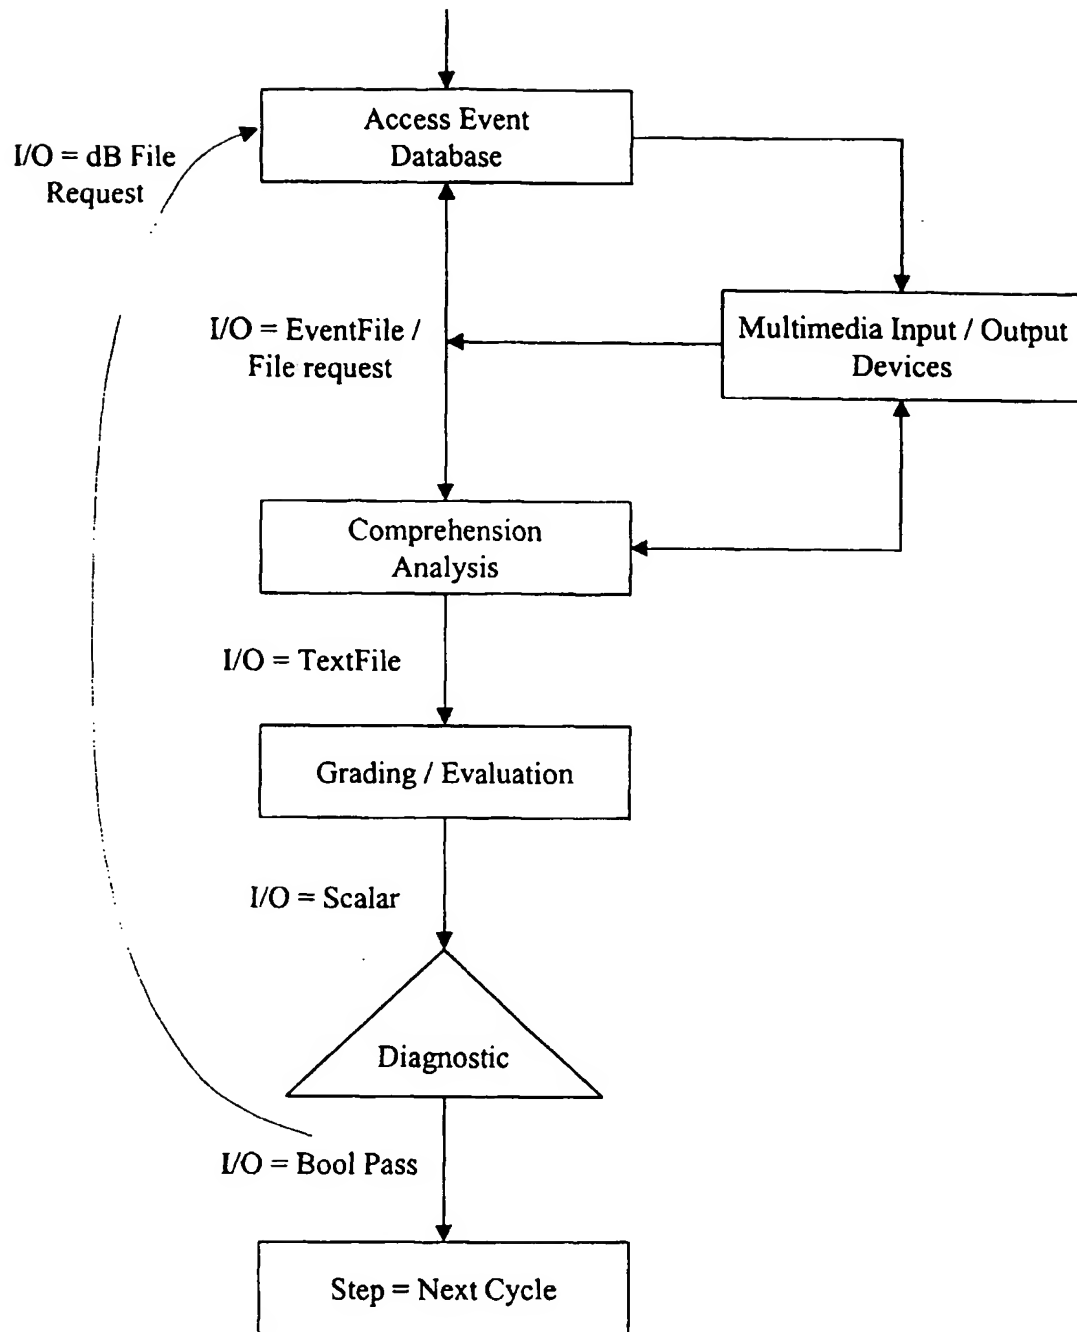 Access Event
Database
I/O = dB File
Request
I/O = EventFile /
File request
Multimedia Input / Output
Devices
Comprehension
Analysis
I/O = TextFile
Grading / Evaluation
I/O = Scalar
Diagnostic
I/O = Bool Pass
Step = Next Cycle